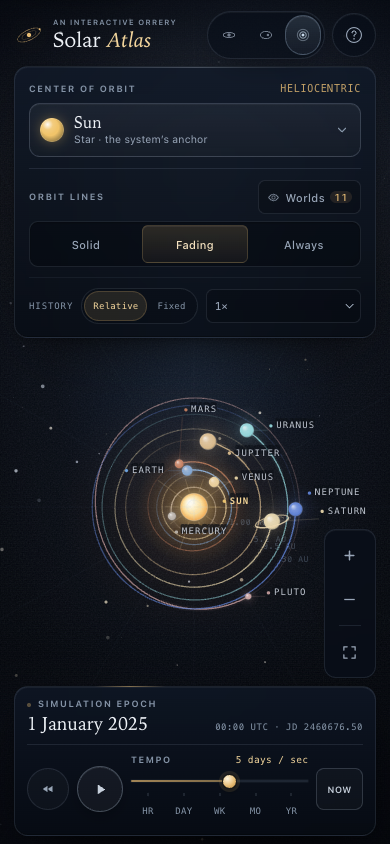 AN INTERACTIVE ORRERY
Solar Atlas
CENTER OF ORBIT
HELIOCENTRIC
Sun
Star · the system's anchor
ORBIT LINES
Worlds 11
Solid
Fading
Always
HISTORY
Relative
Fixed
1×
MARS
URANUS
JUPITER
EARTH
VENUS
NEPTUNE
SUN
SATURN
MERCURY
30 AU
PLUTO
SIMULATION EPOCH
1 January 2025
00:00 UTC · JD 2460676.50
TEMPO
5 days / sec
HR
DAY
WK
MO
YR
NOW